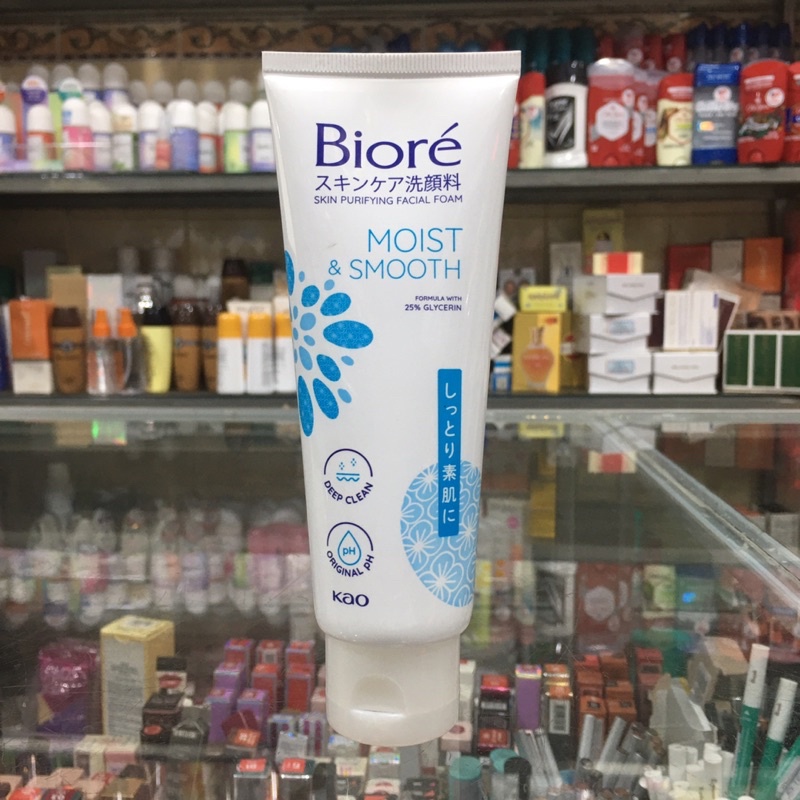 Bioré
スキンケア洗顔料
SKIN PURIFYING FACIAL FOAM
MOIST
& SMOOTH
FORMULA WITH
25% GLYCERIN
しっとり素肌に
DEEP CLEAN
pH
ORIGINAL pH
Kao